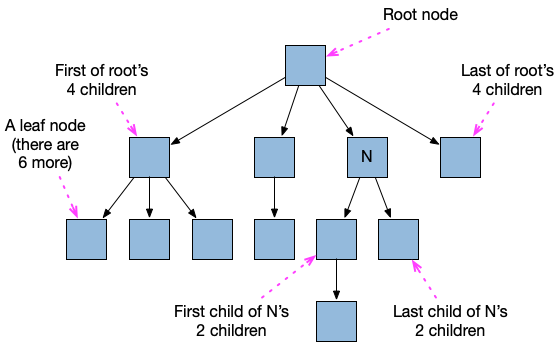 Root node
First of root's
4 children
Last of root's
4 children
A leaf node
(there are
6 more)
N
First child of N's
2 children
Last child of N's
2 children